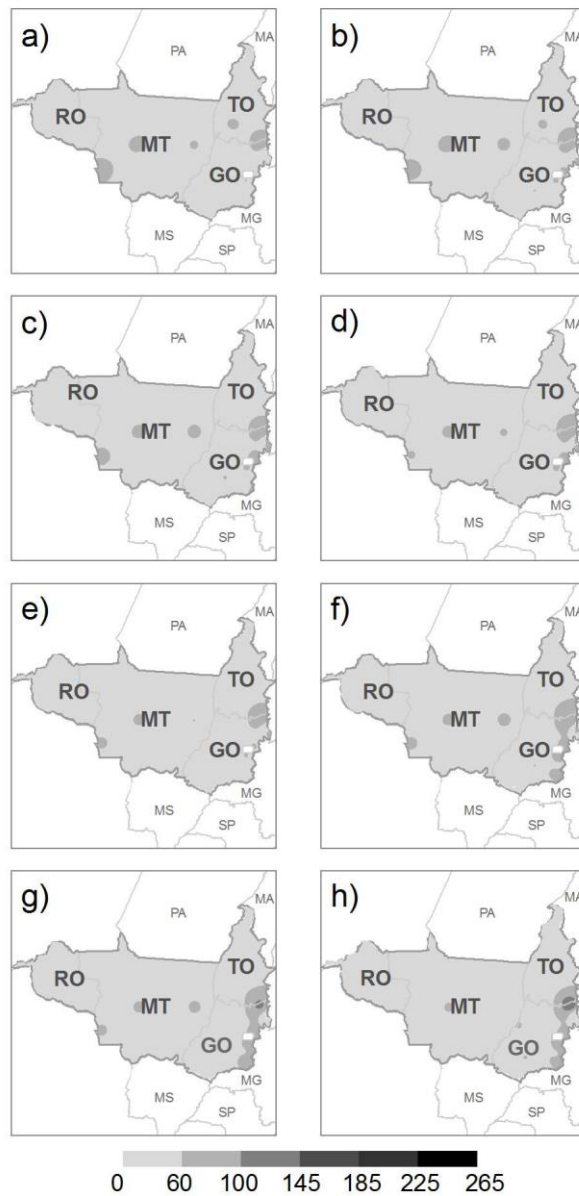 a) b)
PA MA PA MA
RO MT TO RO MT TO
GO GO
MS MG MS MG
SP SP
c) d)
PA MA PA MA
RO MT TO RO MT TO
GO GO
MS MG MS MG
SP SP
e) f)
PA MA PA MA
RO MT TO RO MT TO
GO GO
MS MG MS MG
SP SP
g) h)
PA MA PA MA
RO MT TO RO MT TO
GO GO
MS MG MS MG
SP SP
0 60 100 145 185 225 265